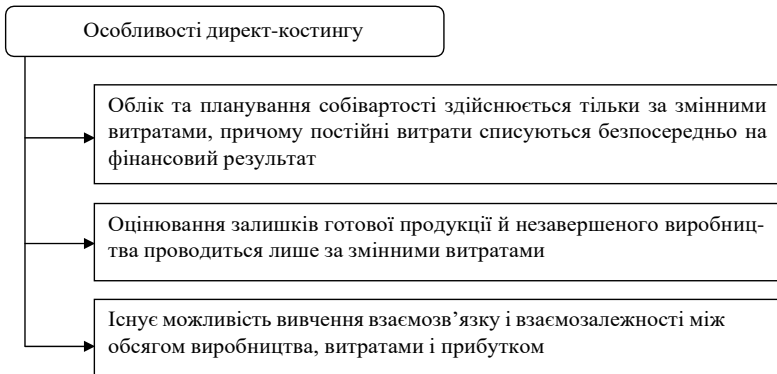 Особливості директ-костингу
Облік та планування собівартості здійснюється тільки за змінними
витратами, причому постійні витрати списуються безпосередньо на
фінансовий результат
Оцінювання залишків готової продукції й незавершеного виробниц-
тва проводиться лише за змінними витратами
Існує можливість вивчення взаємозв’язку і взаємозалежності між
обсягом виробництва, витратами і прибутком